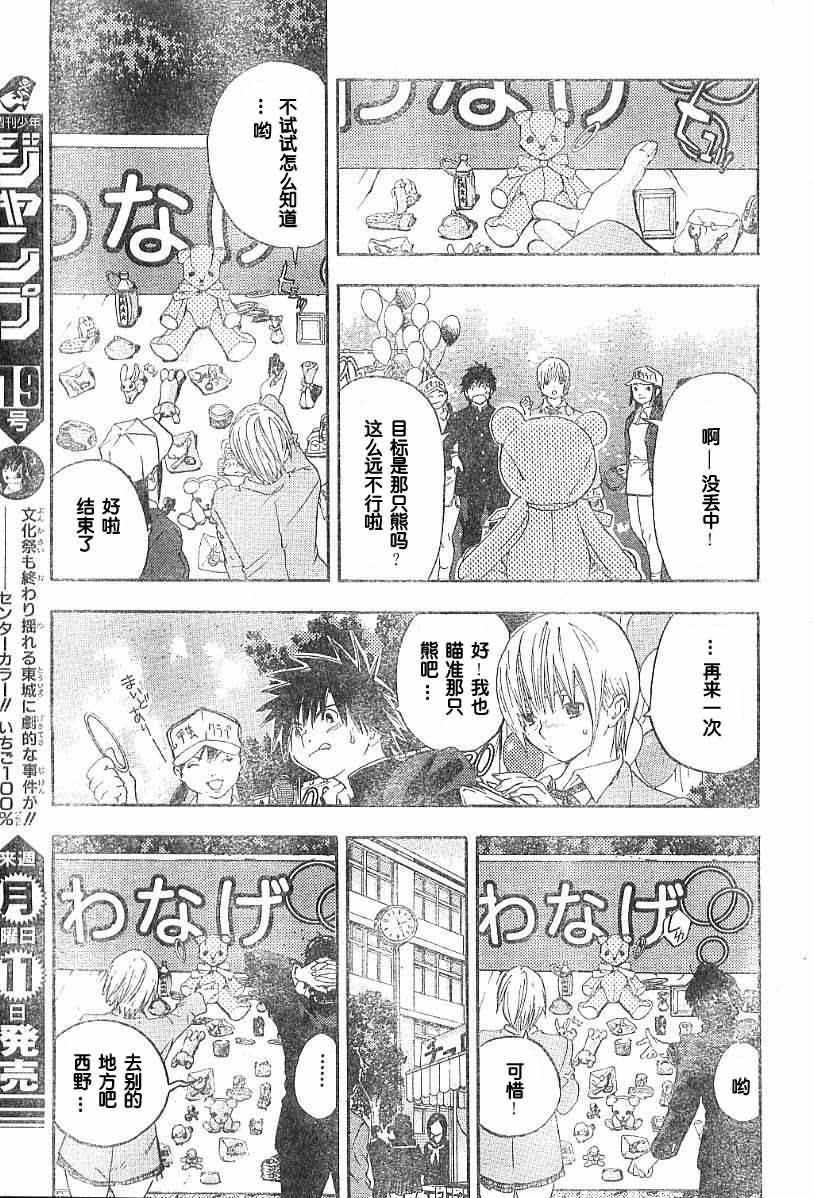 わなげ
啊—没丢中！
目标是那只熊吗？
这么远不行啦
不试试怎么知道
…哟
なげ
好啦
结束了
…再来一次
好！我也
瞄准那只
熊吧…
まいどあり
わなげ
可惜！
哟
わなげ
……
去别的
地方吧
西野…
週刊少年
ジャンプ
19号
文化祭も終わり揺れる東城に劇的な事件が！！
センターカラー！！いちご100%
来週
月曜日
11日発売